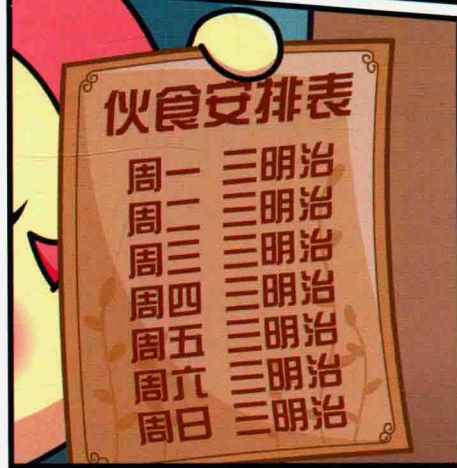 伙食安排表
周一 三明治
周二 三明治
周三 三明治
周四 三明治
周五 三明治
周六 三明治
周日 三明治